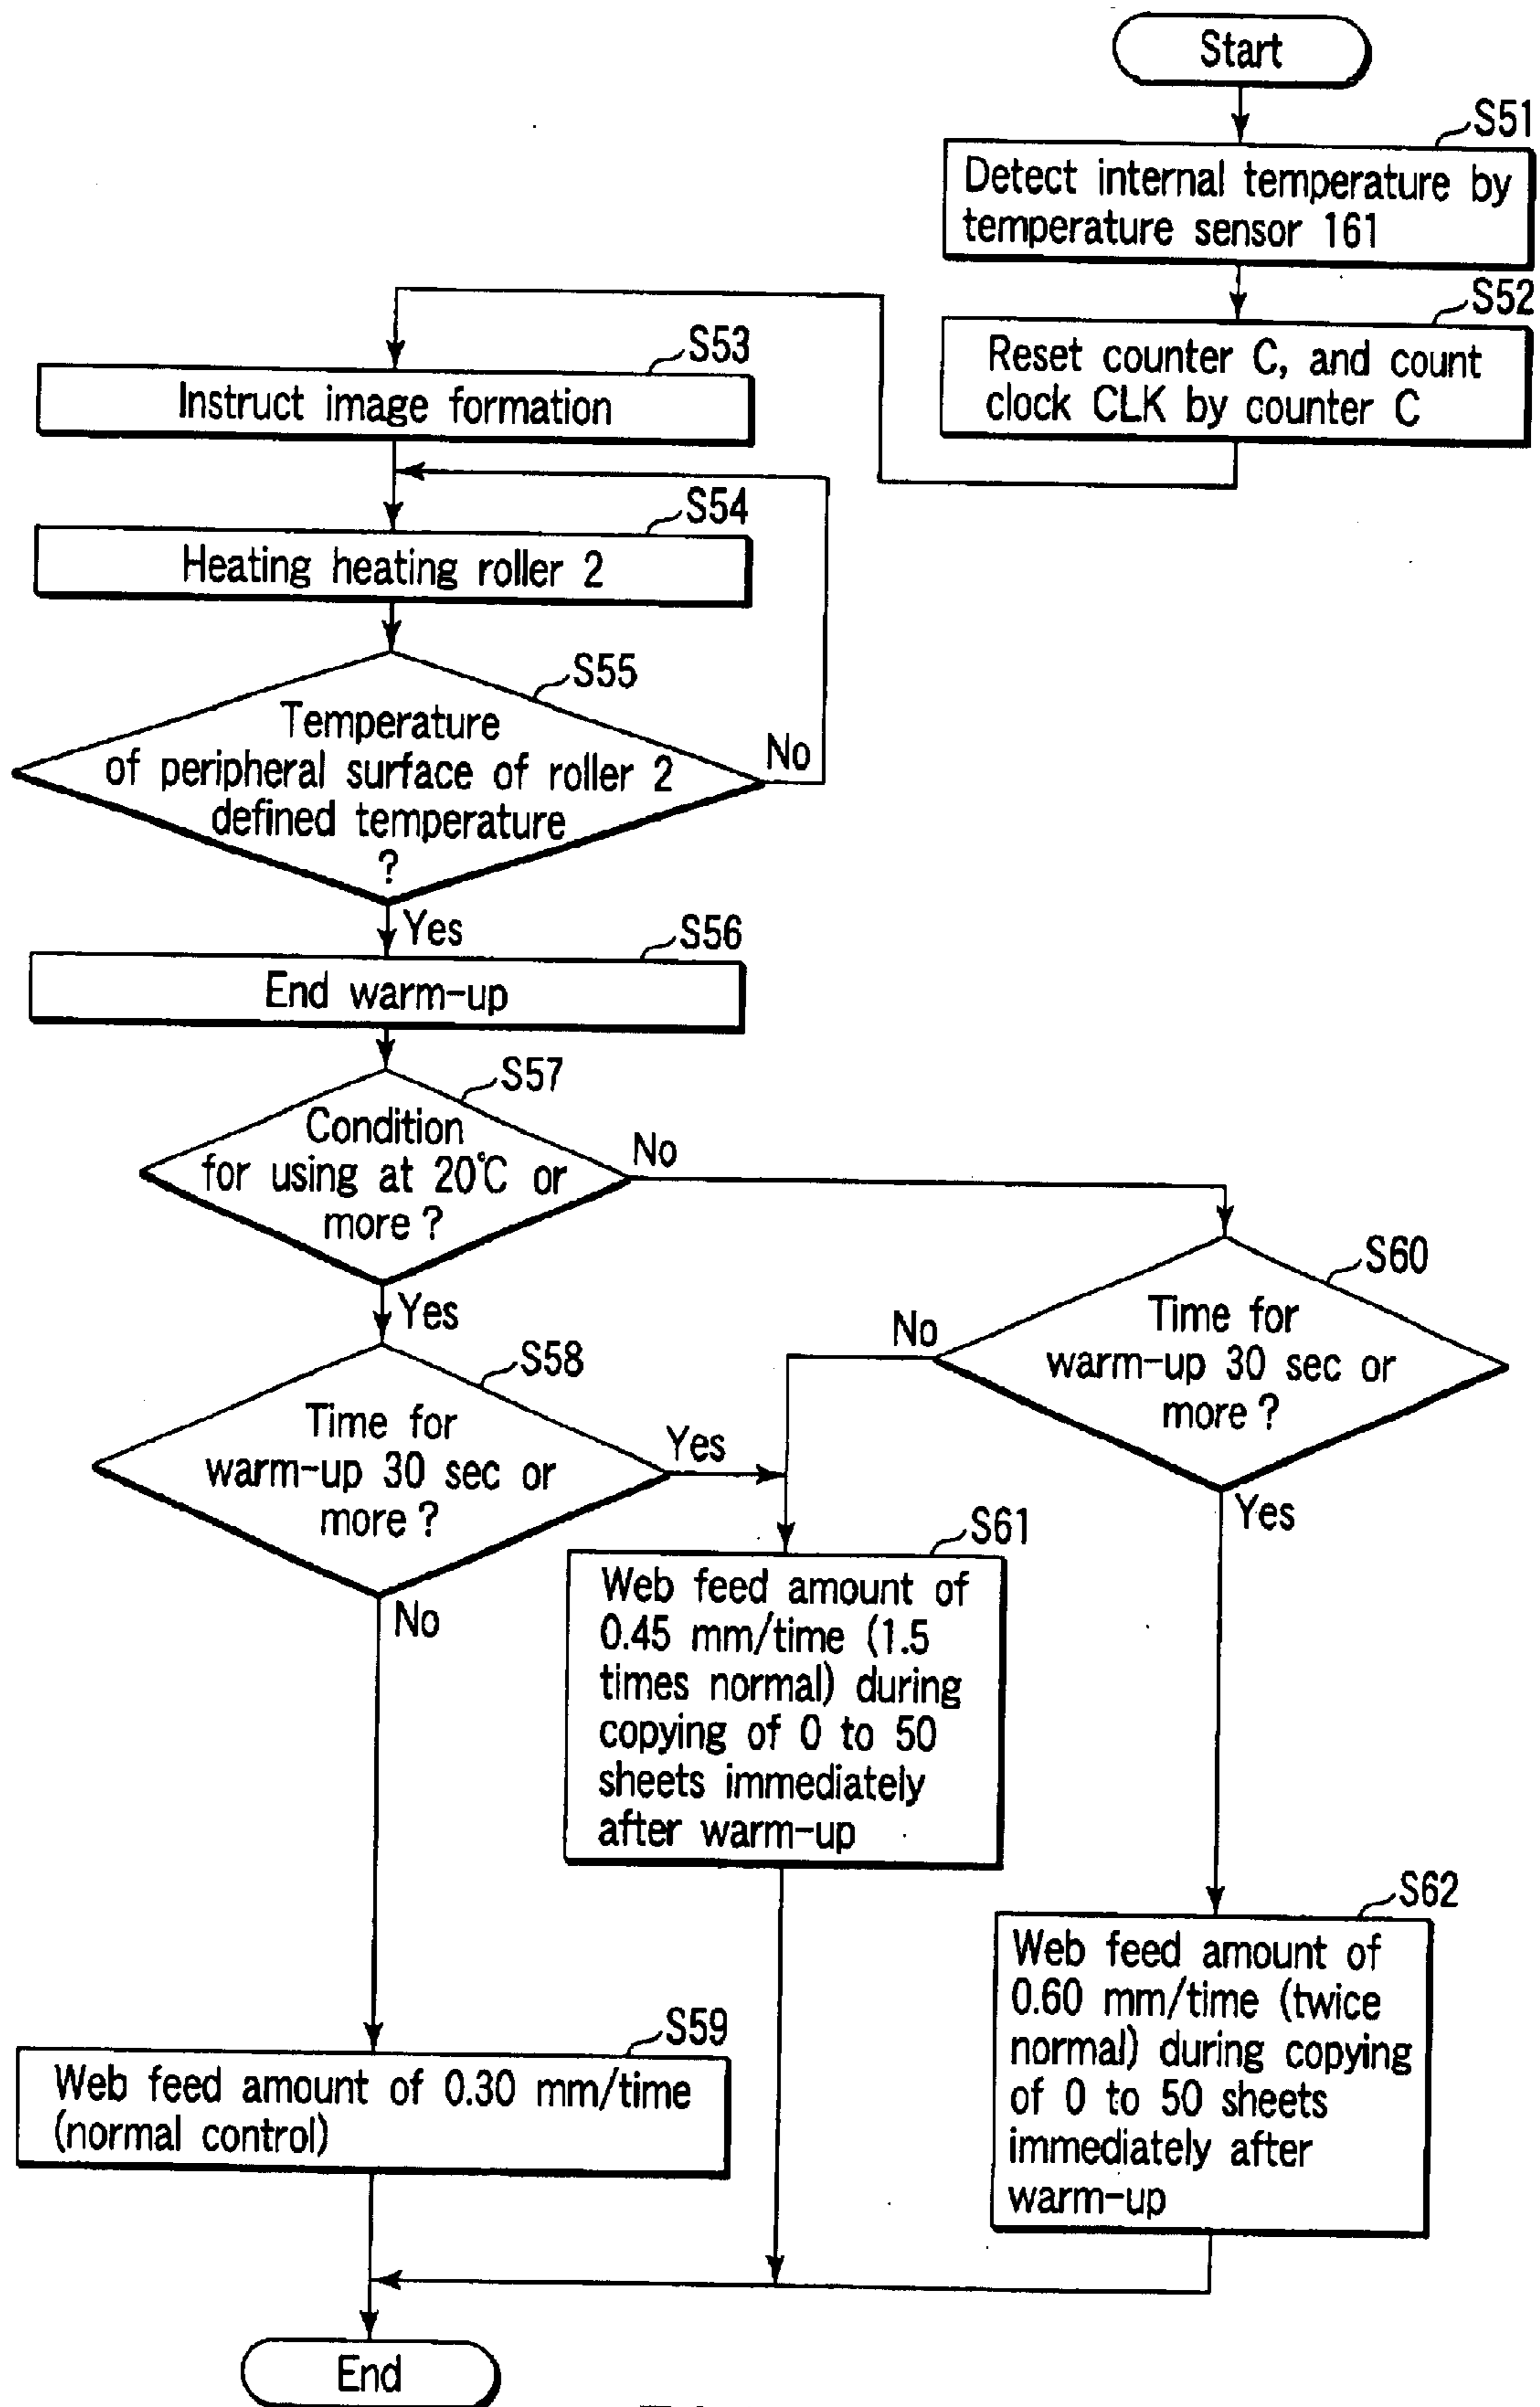 Start
S51
Detect internal temperature by
temperature sensor 161
S52
Reset counter C, and count
clock CLK by counter C
S53
Instruct image formation
S54
Heating heating roller 2
S55
Temperature
of peripheral surface of roller 2
defined temperature
?
No
Yes
S56
End warm-up
S57
Condition
for using at 20℃ or
more?
No
Yes
S58
Time for
warm-up 30 sec or
more?
Yes
No
S60
Time for
warm-up 30 sec or
more?
No
Yes
S61
Web feed amount of
0.45 mm/time (1.5
times normal) during
copying of 0 to 50
sheets immediately
after warm-up
S62
Web feed amount of
0.60 mm/time (twice
normal) during copying
of 0 to 50 sheets
immediately after
warm-up
S59
Web feed amount of 0.30 mm/time
(normal control)
End